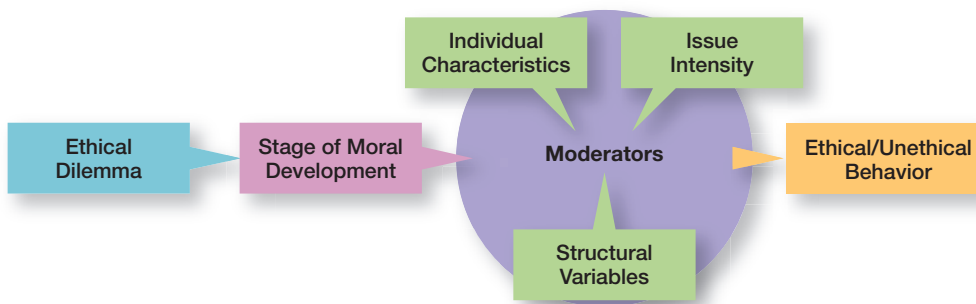 Individual
Characteristics
Issue
Intensity
Ethical
Dilemma
Stage of Moral
Development
Moderators
Ethical/Unethical
Behavior
Structural
Variables